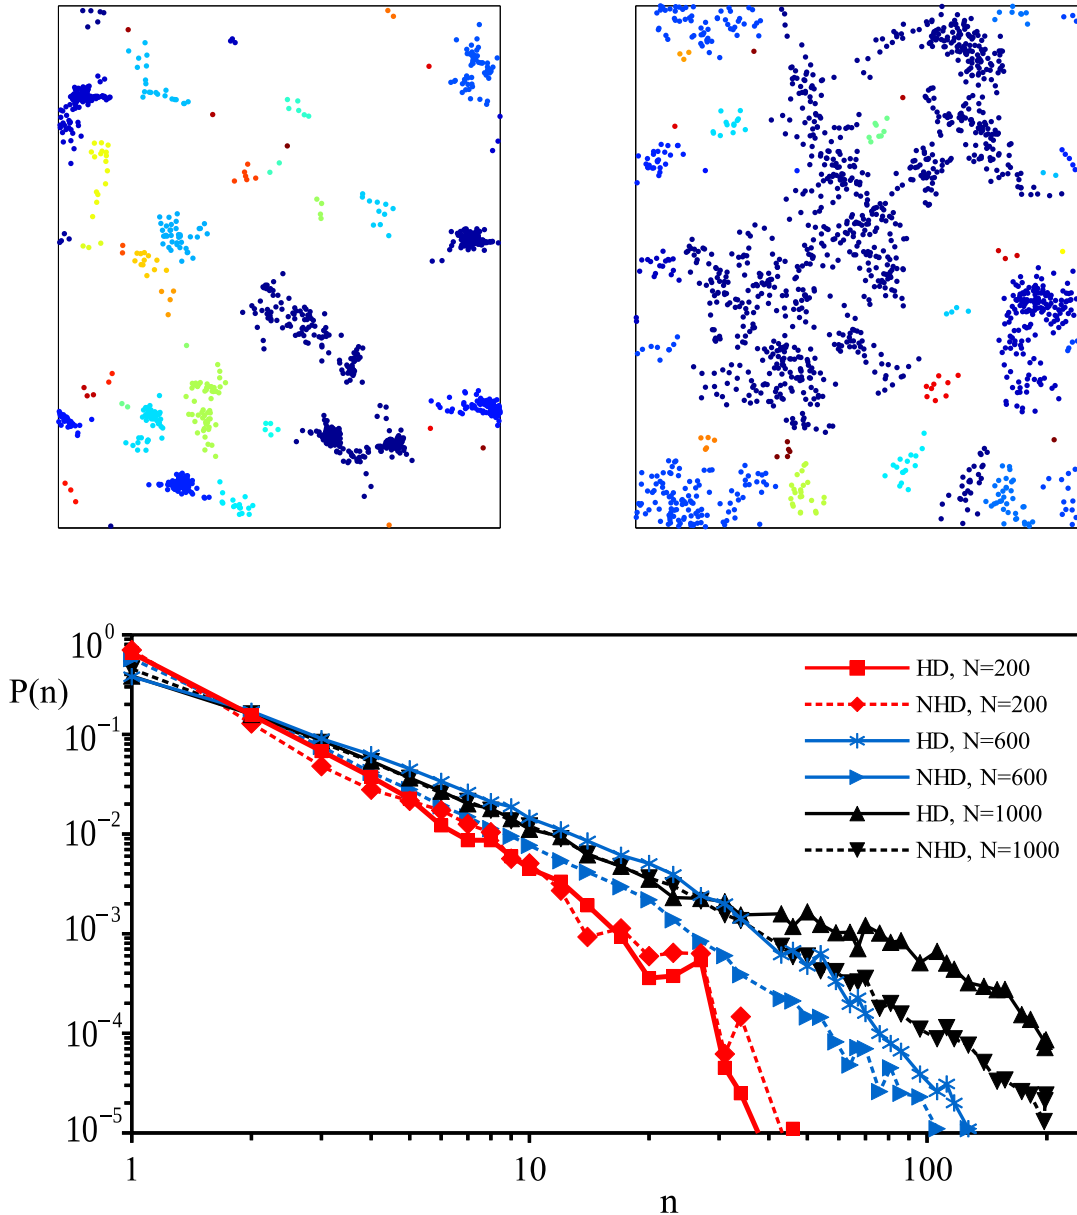 10^0
P(n)
10^−1
10^−2
10^−3
10^−4
10^−5
HD, N=200
NHD, N=200
HD, N=600
NHD, N=600
HD, N=1000
NHD, N=1000
1
10
100
n